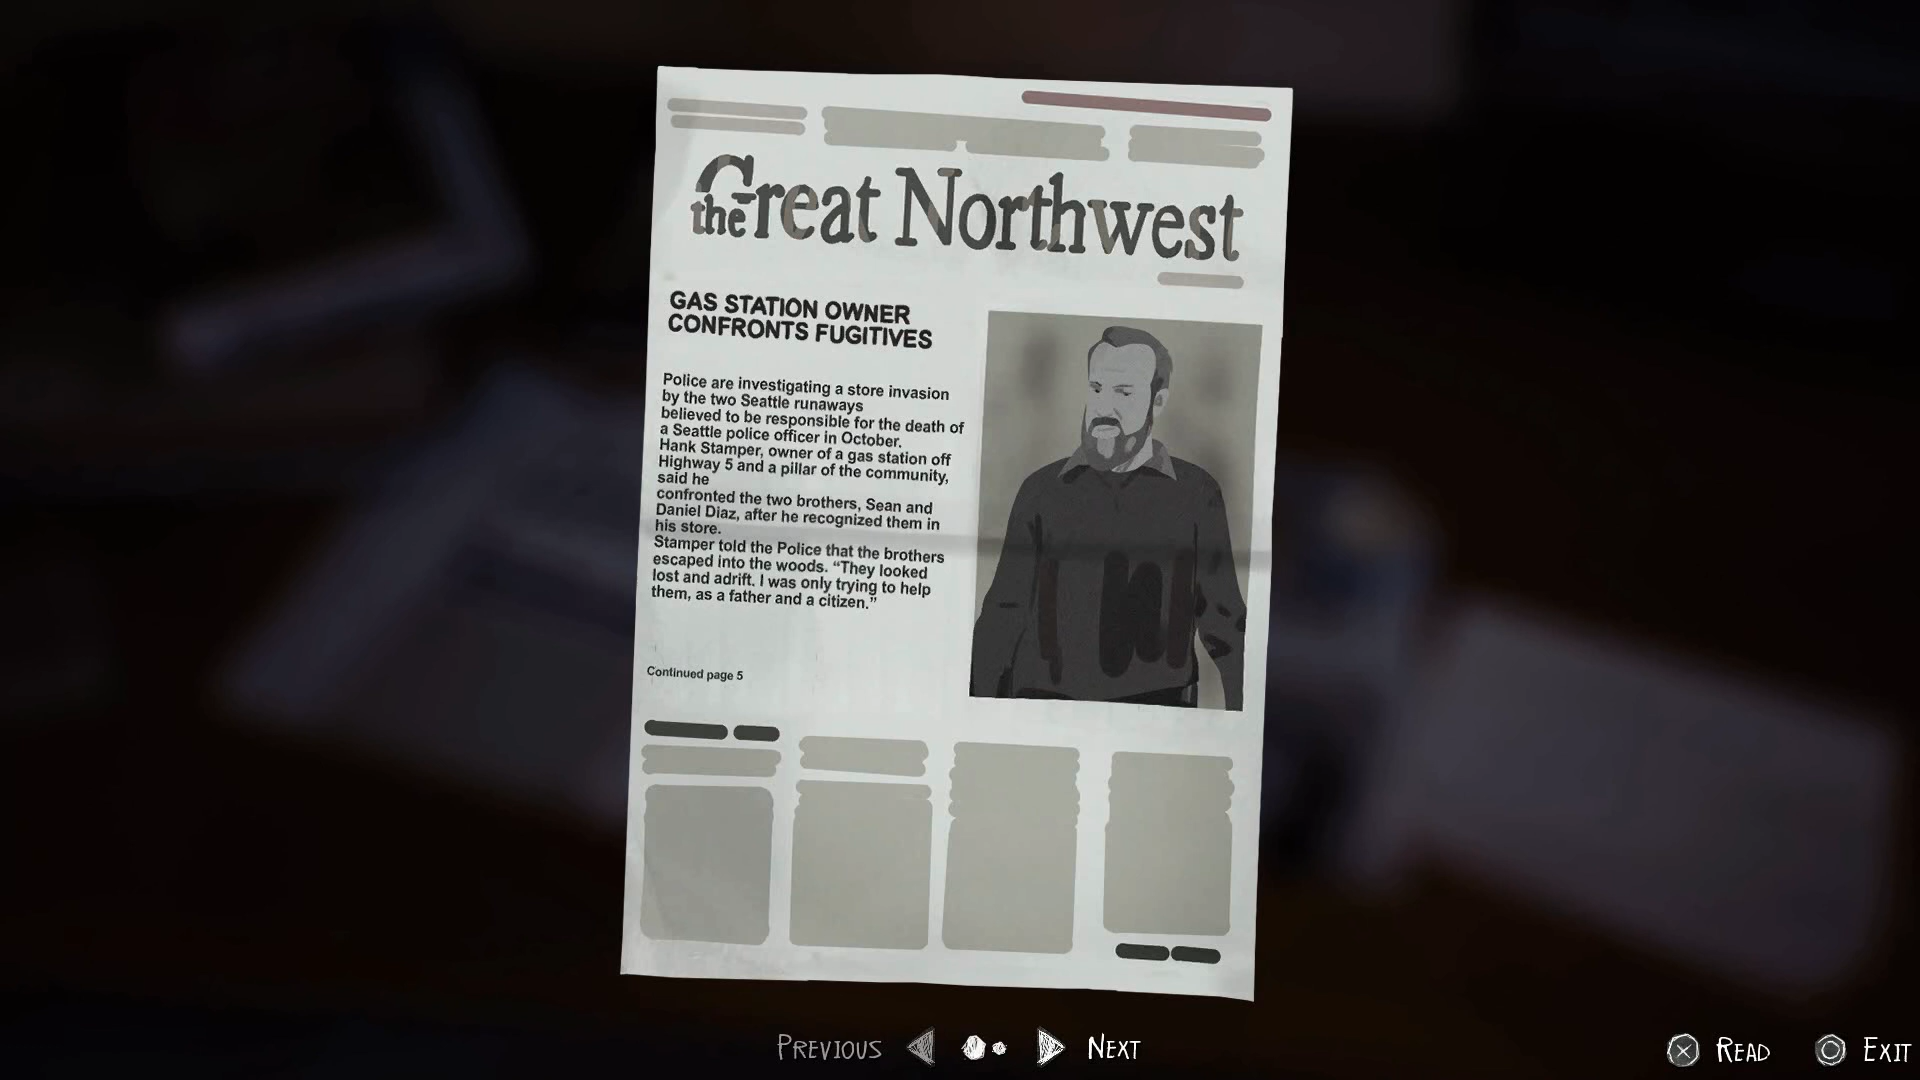 the Great Northwest
GAS STATION OWNER
CONFRONTS FUGITIVES
Police are investigating a store invasion
by the two Seattle runaways
believed to be responsible for the death of
a Seattle police officer in October.
Hank Stamper, owner of a gas station off
Highway 5 and a pillar of the community,
said he
confronted the two brothers, Sean and
Daniel Diaz, after he recognized them in
his store.
Stamper told the Police that the brothers
escaped into the woods. “They looked
lost and adrift. I was only trying to help
them, as a father and a citizen.”
Continued page 5
PREVIOUS
NEXT
READ
EXIT